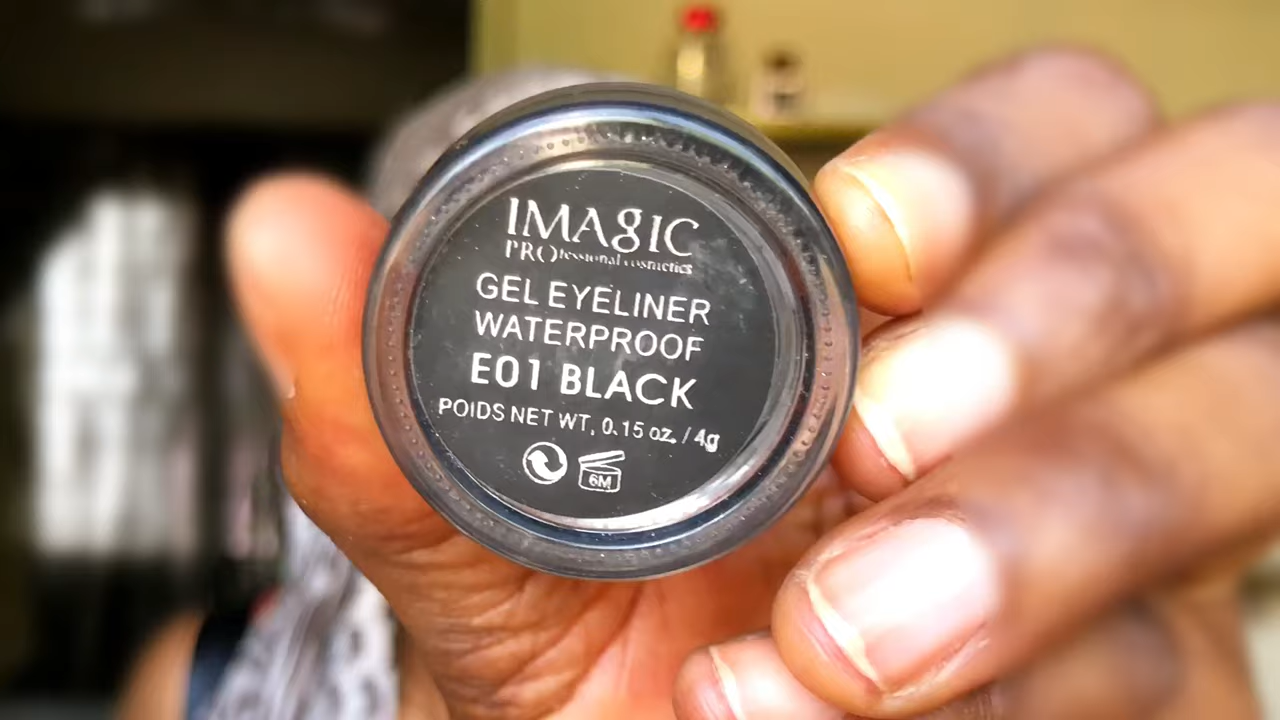 IMAGIC
PROfessional cosmetics
GEL EYELINER
WATERPROOF
E01 BLACK
POIDS NET WT, 0.15 oz. / 4g
6M